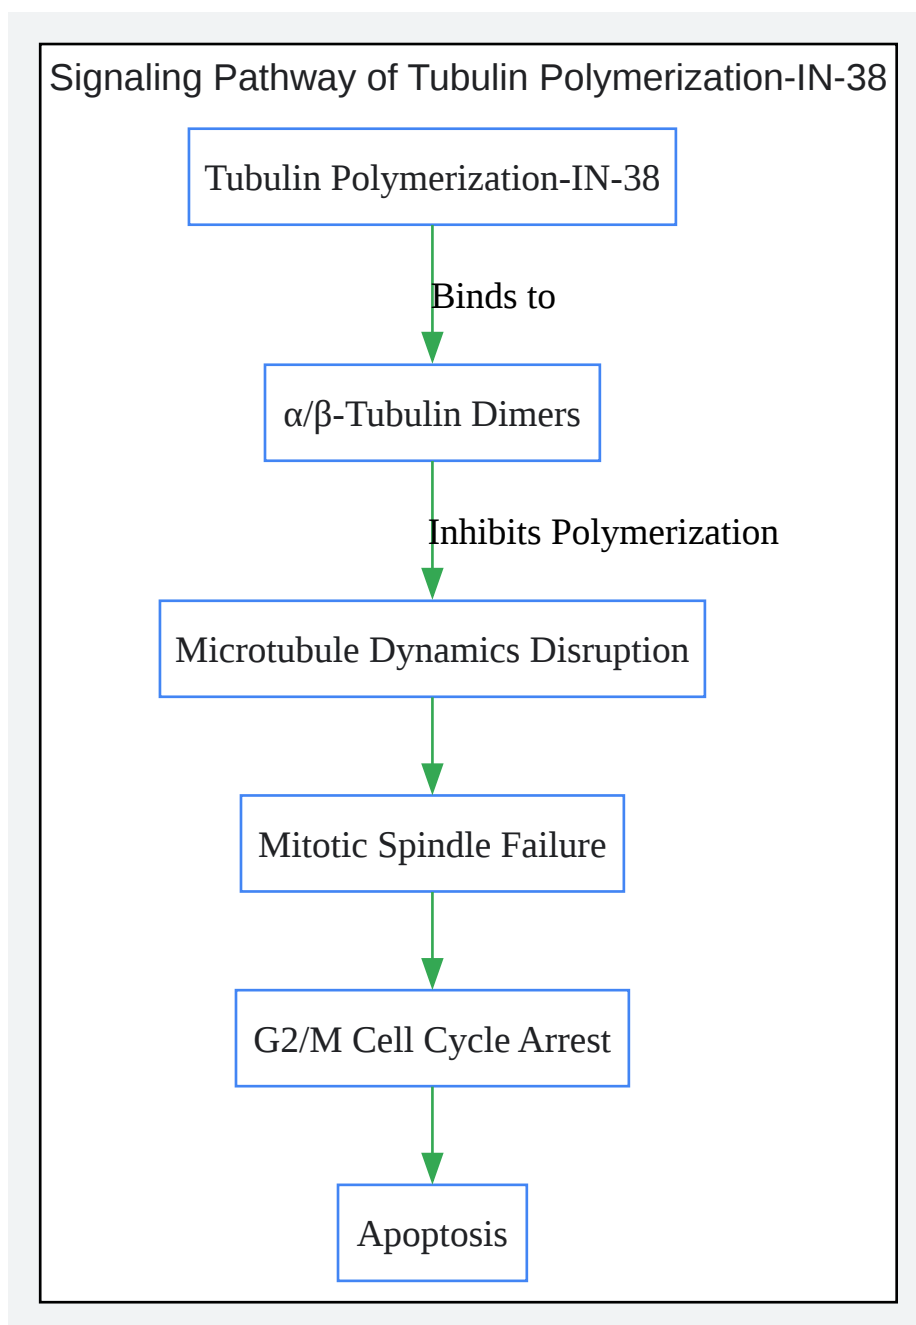 Signaling Pathway of Tubulin Polymerization-IN-38
Tubulin Polymerization-IN-38
Binds to
α/β-Tubulin Dimers
Inhibits Polymerization
Microtubule Dynamics Disruption
Mitotic Spindle Failure
G2/M Cell Cycle Arrest
Apoptosis